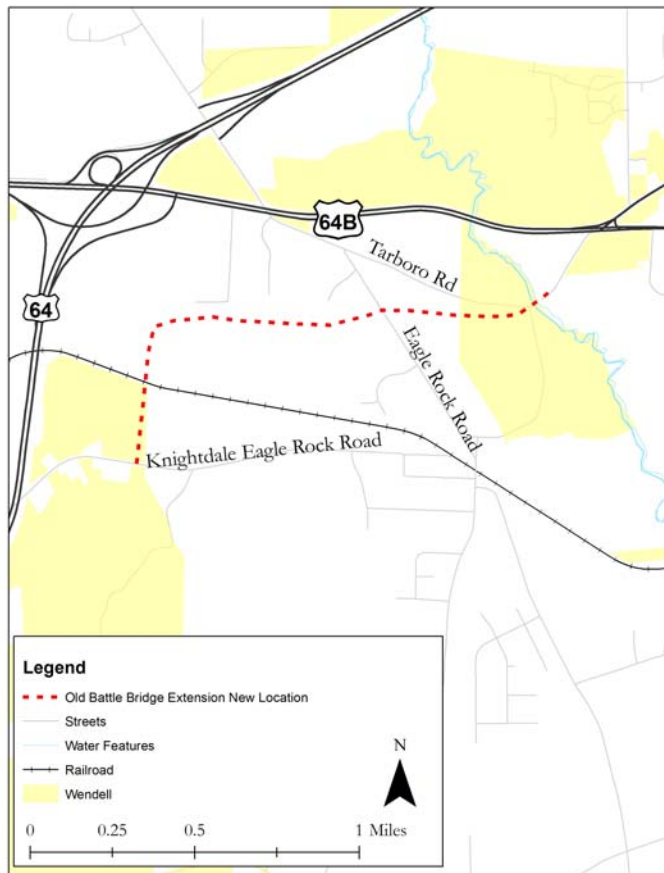 64B
Tarboro Rd
64
Eagle Rock Road
Knightdale Eagle Rock Road
Legend
Old Battle Bridge Extension New Location
Streets
Water Features
Railroad
Wendell
N
0 0.25 0.5 1 Miles